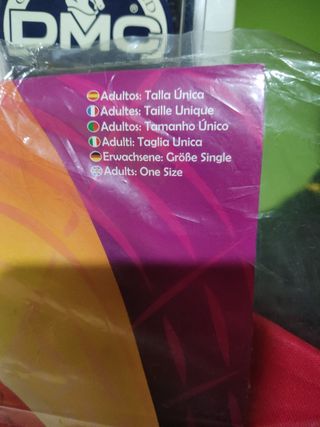 DMC
Adultos: Talla Única
Adultes: Taille Unique
Adultos: Tamanho Único
Adulti: Taglia Unica
Erwachsene: Größe Single
Adults: One Size